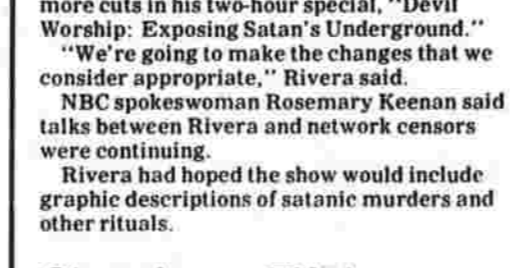 more cuts in his two-hour special, "Devil
Worship: Exposing Satan's Underground."
"We're going to make the changes that we
consider appropriate," Rivera said.
NBC spokeswoman Rosemary Keenan said
talks between Rivera and network censors
were continuing.
Rivera had hoped the show would include
graphic descriptions of satanic murders and
other rituals.